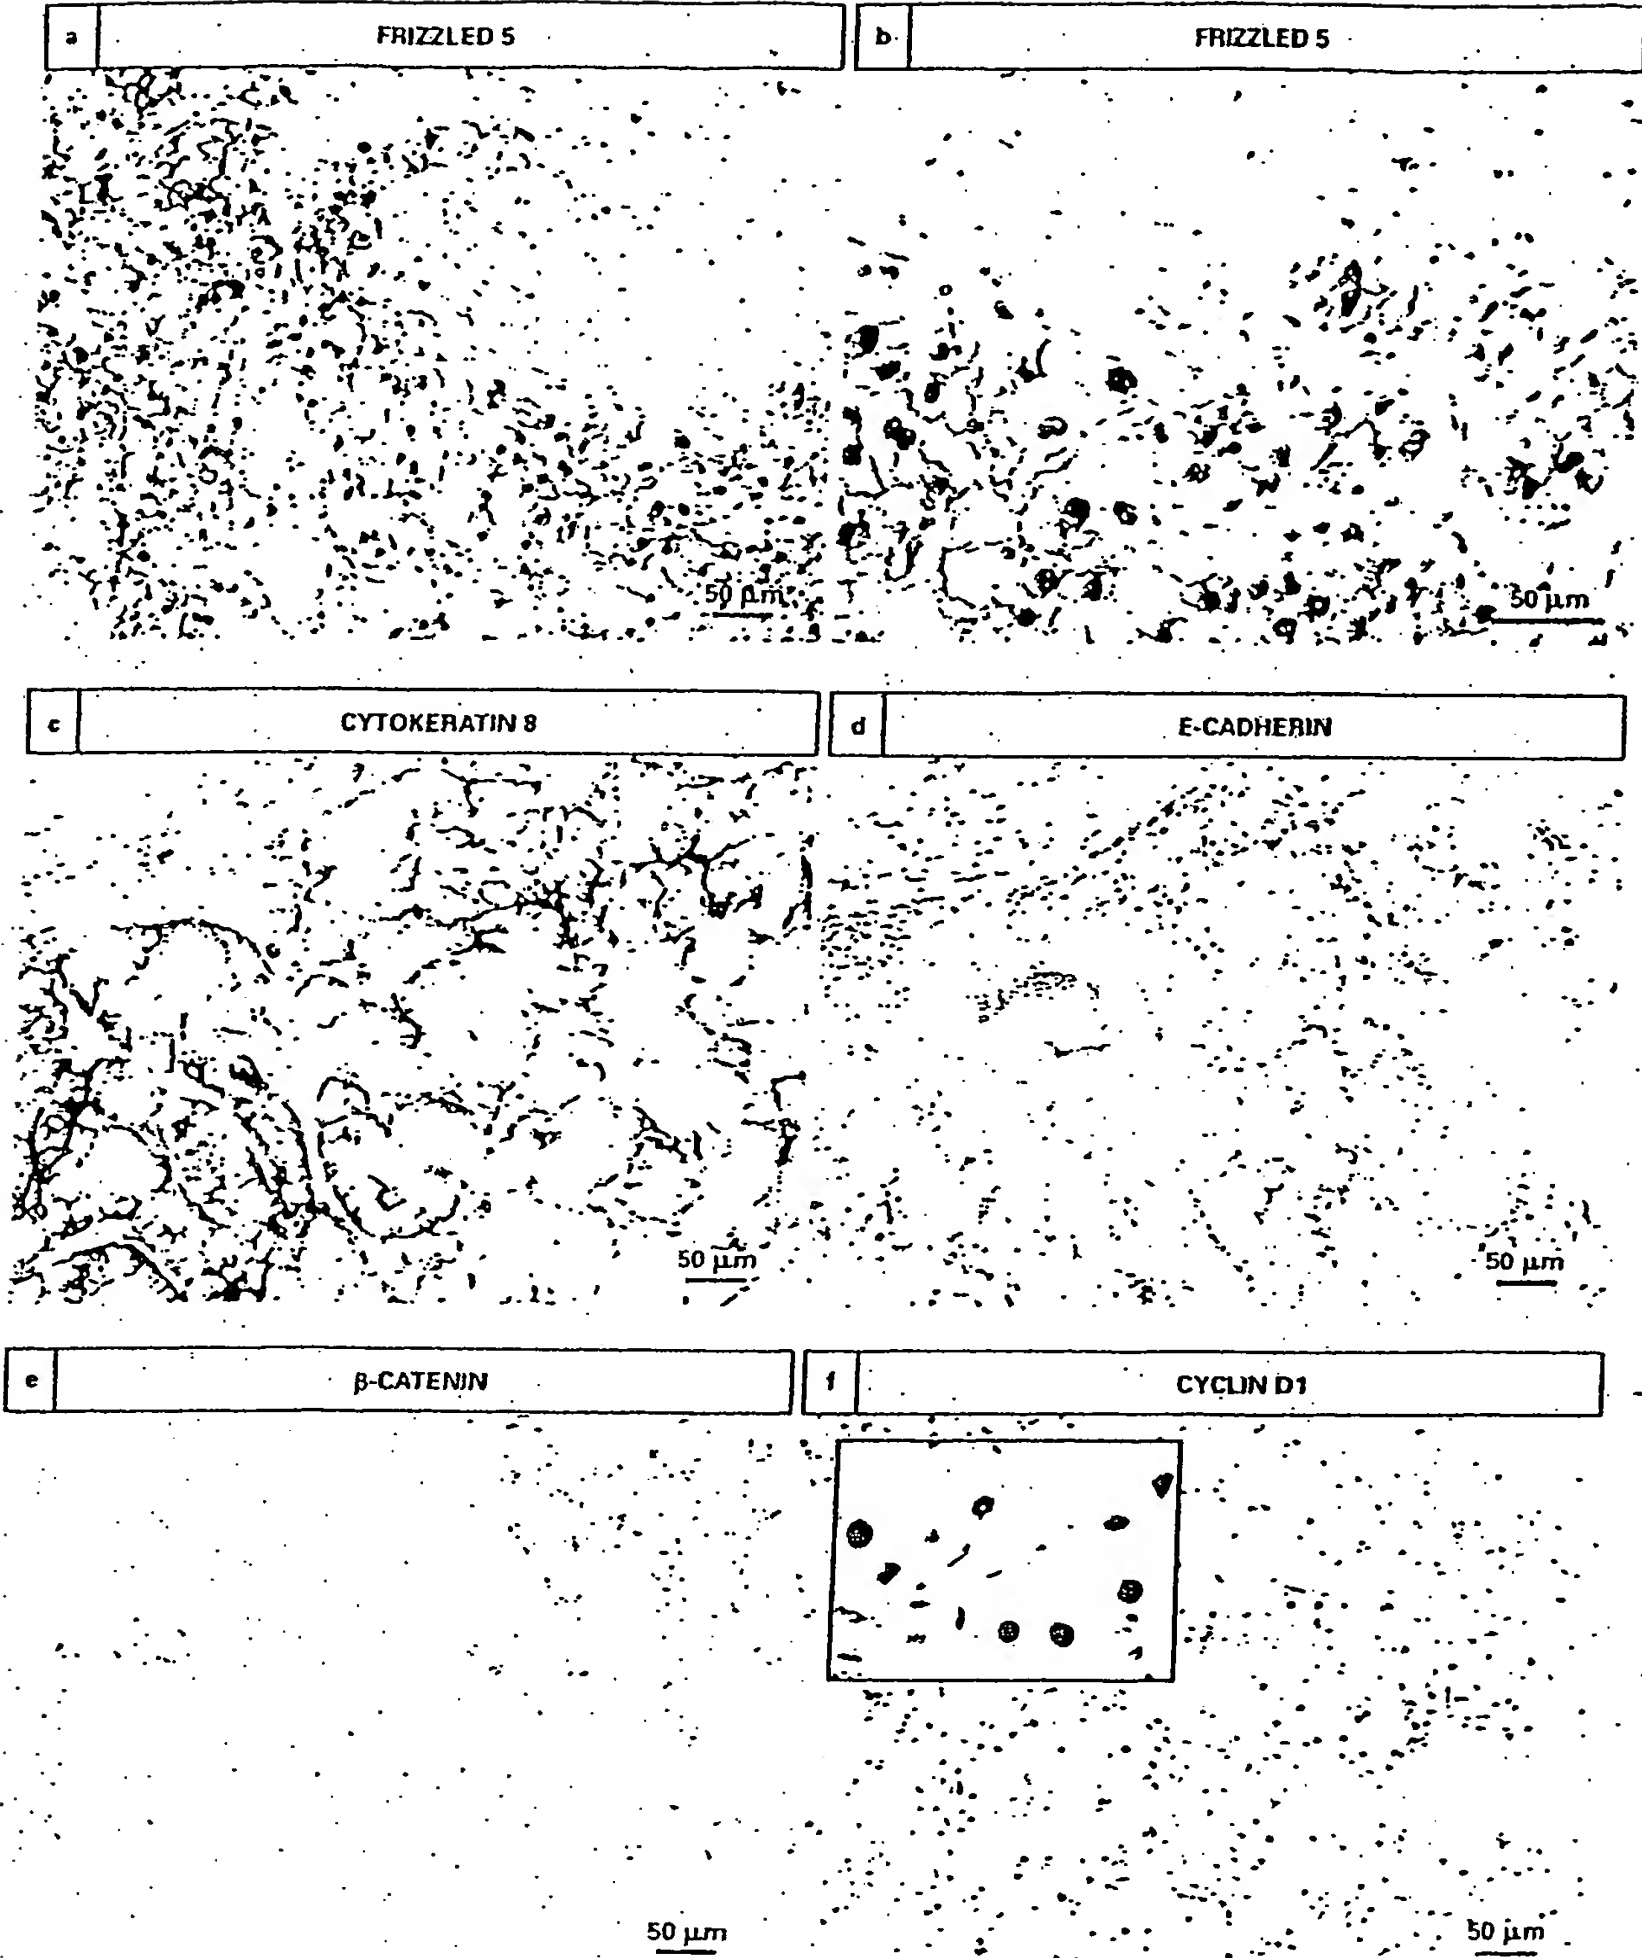 a FRIZZLED 5
b FRIZZLED 5
50 µm
50 µm
c CYTOKERATIN 8
d E-CADHERIN
50 µm
50 µm
e β-CATENIN
f CYCLIN D1
50 µm
50 µm